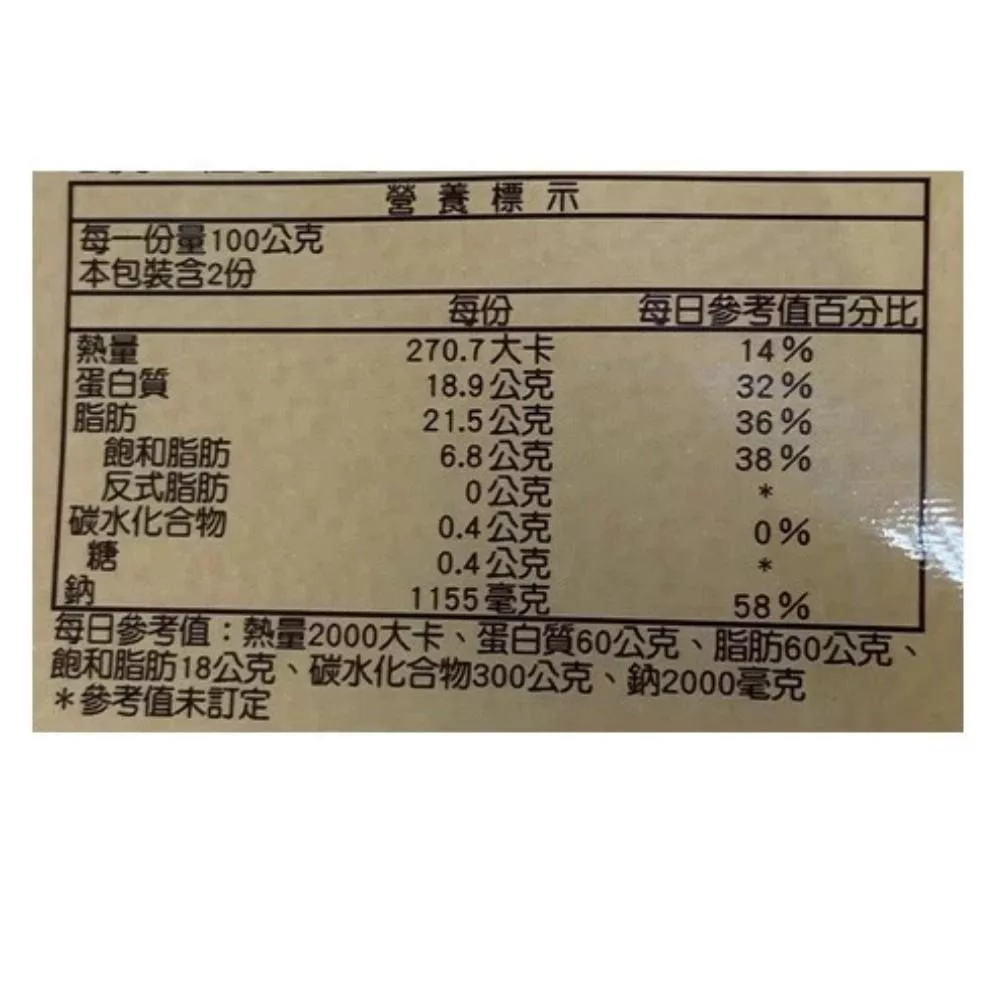 營養標示
每一份量100公克
本包裝含2份
每份 每日參考值百分比
熱量 270.7大卡 14%
蛋白質 18.9公克 32%
脂肪 21.5公克 36%
飽和脂肪 6.8公克 38%
反式脂肪 0公克 *
碳水化合物 0.4公克 0%
糖 0.4公克 *
鈉 1155毫克 58%
每日參考值：熱量2000大卡、蛋白質60公克、脂肪60公克、
飽和脂肪18公克、碳水化合物300公克、鈉2000毫克
*參考值未訂定